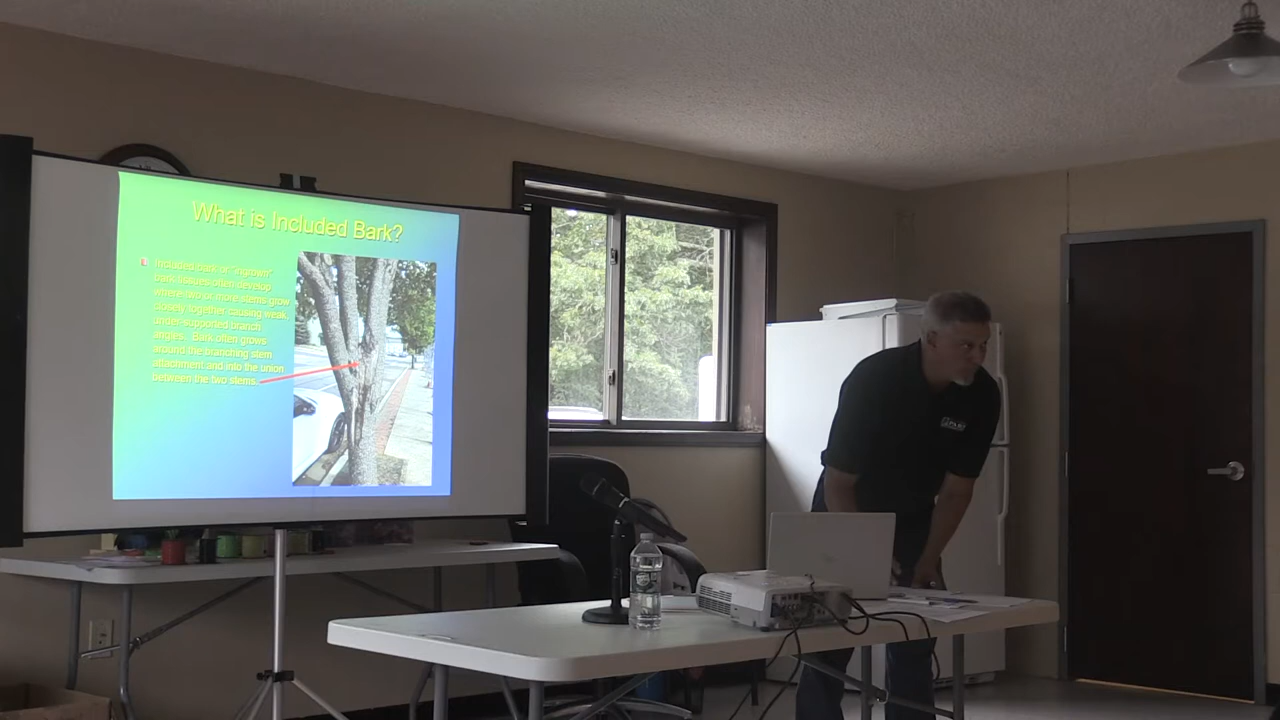 What is Included Bark?
Included bark or "ingrown"
bark tissues often develop
where two or more stems grow
closely together causing weak,
under-supported branch
angles. Bark often grows
around the branching stem
attachment and into the union
between the two stems.